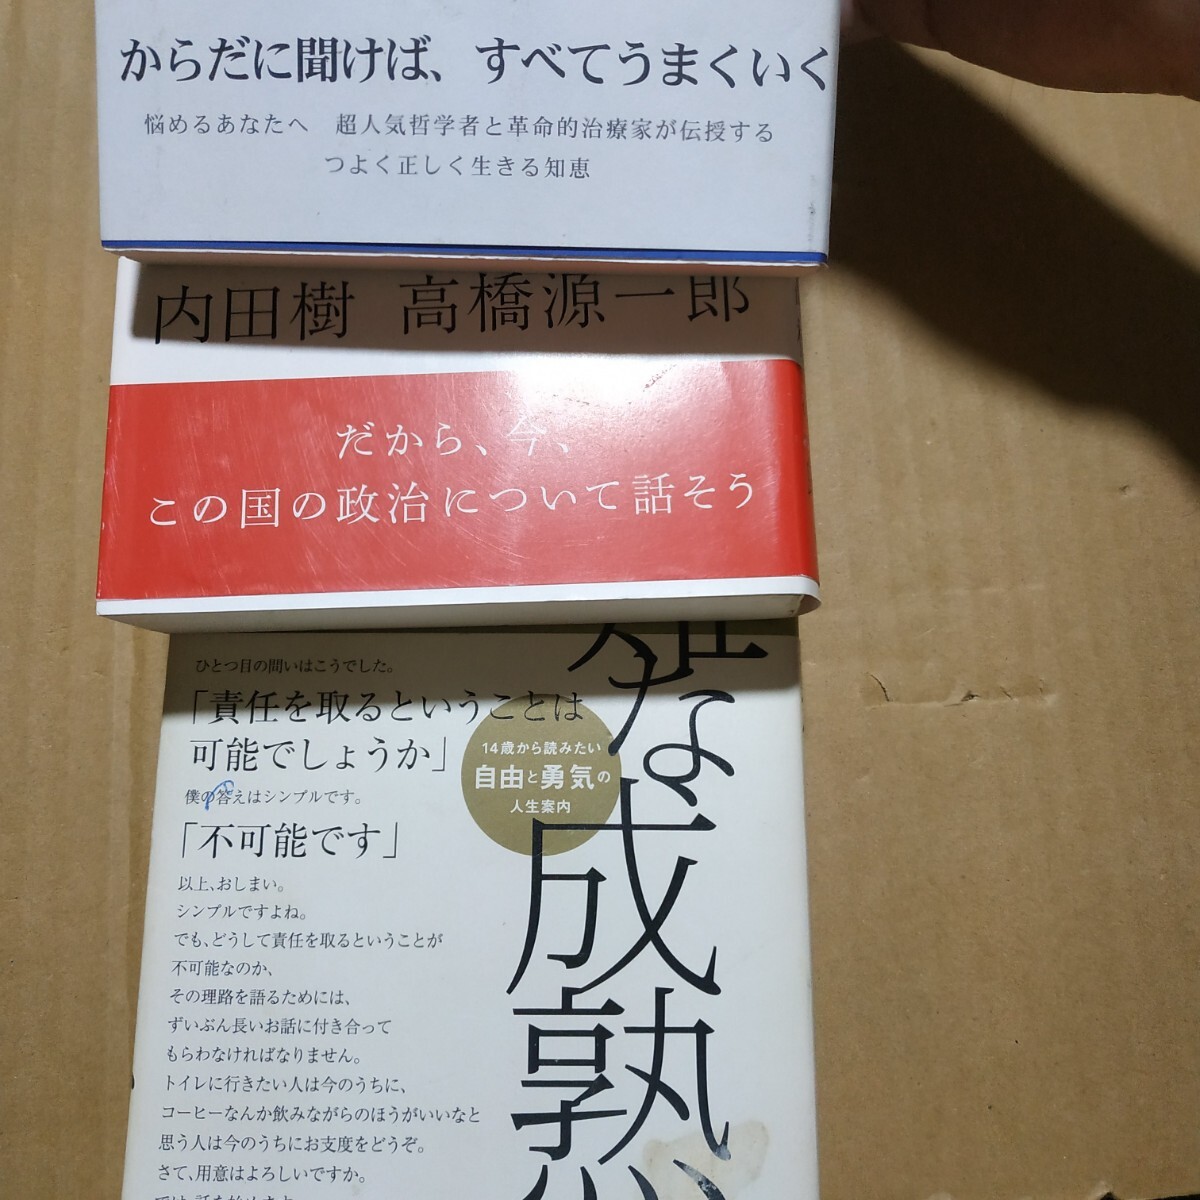 からだに聞けば、すべてうまくいく
悩めるあなたへ 超人気哲学者と革命的治療家が伝授する
つよく正しく生きる知恵
内田樹 高橋源一郎
だから、今、
この国の政治について話そう
難な成熟
14歳から読みたい
自由と勇気の
人生案内
ひとつ目の問いはこうでした。
「責任を取るということは
可能でしょうか」
僕の答えはシンプルです。
「不可能です」
以上、おしまい。
シンプルですよね。
でも、どうして責任を取るということが
不可能なのか、
その理路を語るためには、
ずいぶん長いお話に付き合って
もらわなければなりません。
トイレに行きたい人は今のうちに、
コーヒーなんか飲みながらのほうがいいなと
思う人は今のうちにお支度をどうぞ。
さて、用意はよろしいですか。